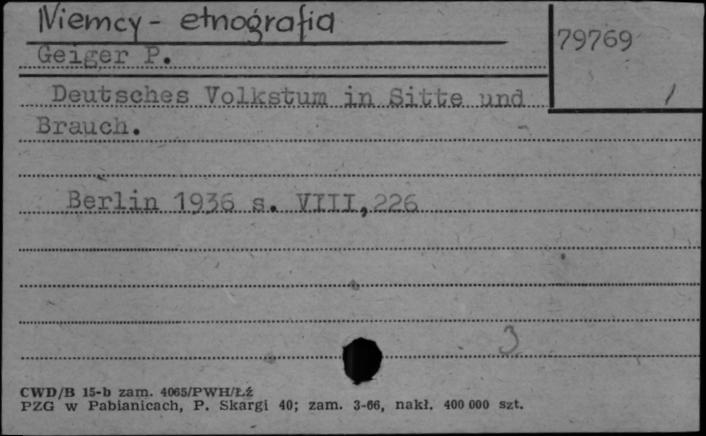 Niemcy - etnografia
79769
Geiger P.
Deutsches Volkstum in Sitte und
/
Brauch.
Berlin 1936 s. VIII,226
3
CWD/B 15-b zam. 4065/PWH/Łź
PZG w Pabianicach, P. Skargi 40; zam. 3-66, nakł. 400 000 szt.